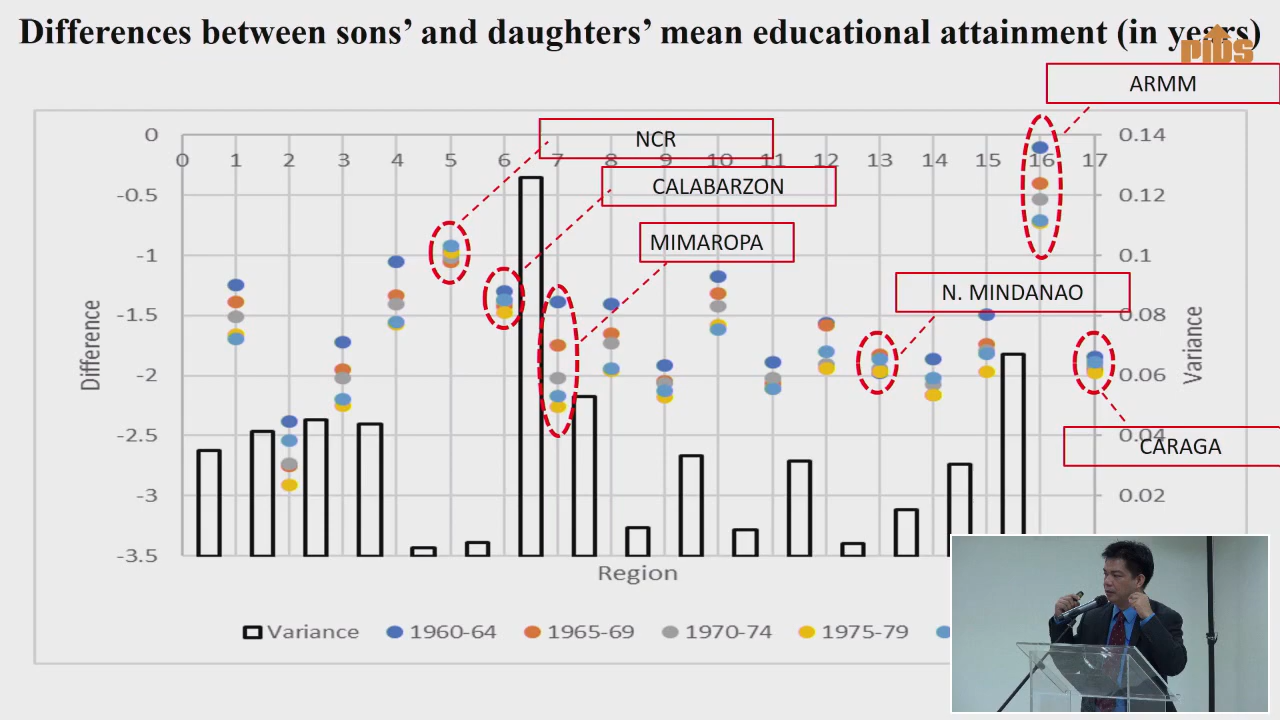 Differences between sons’ and daughters’ mean educational attainment (in years)
pids
ARMM
NCR
CALABARZON
MIMAROPA
N. MINDANAO
CARAGA
0
-0.5
-1
-1.5
-2
-2.5
-3
-3.5
Difference
0 1 2 3 4 5 6 7 8 9 10 11 12 13 14 15 16 17
0.14
0.12
0.1
0.08
0.06
0.04
0.02
Variance
Region
Variance 1960-64 1965-69 1970-74 1975-79